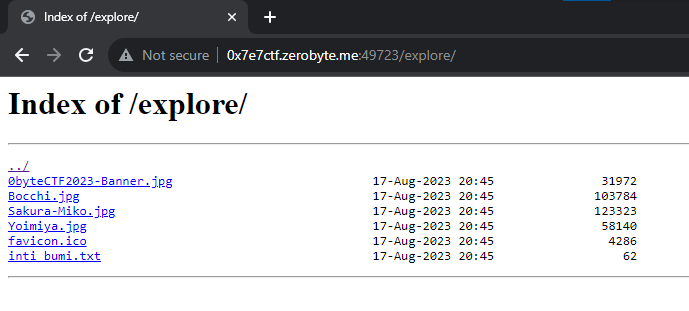 Index of /explore/
Not secure | 0x7e7ctf.zerobyte.me:49723/explore/
Index of /explore/
../
0byteCTF2023-Banner.jpg 17-Aug-2023 20:45 31972
Bocchi.jpg 17-Aug-2023 20:45 103784
Sakura-Miko.jpg 17-Aug-2023 20:45 123323
Yoimiya.jpg 17-Aug-2023 20:45 58140
favicon.ico 17-Aug-2023 20:45 4286
inti bumi.txt 17-Aug-2023 20:45 62